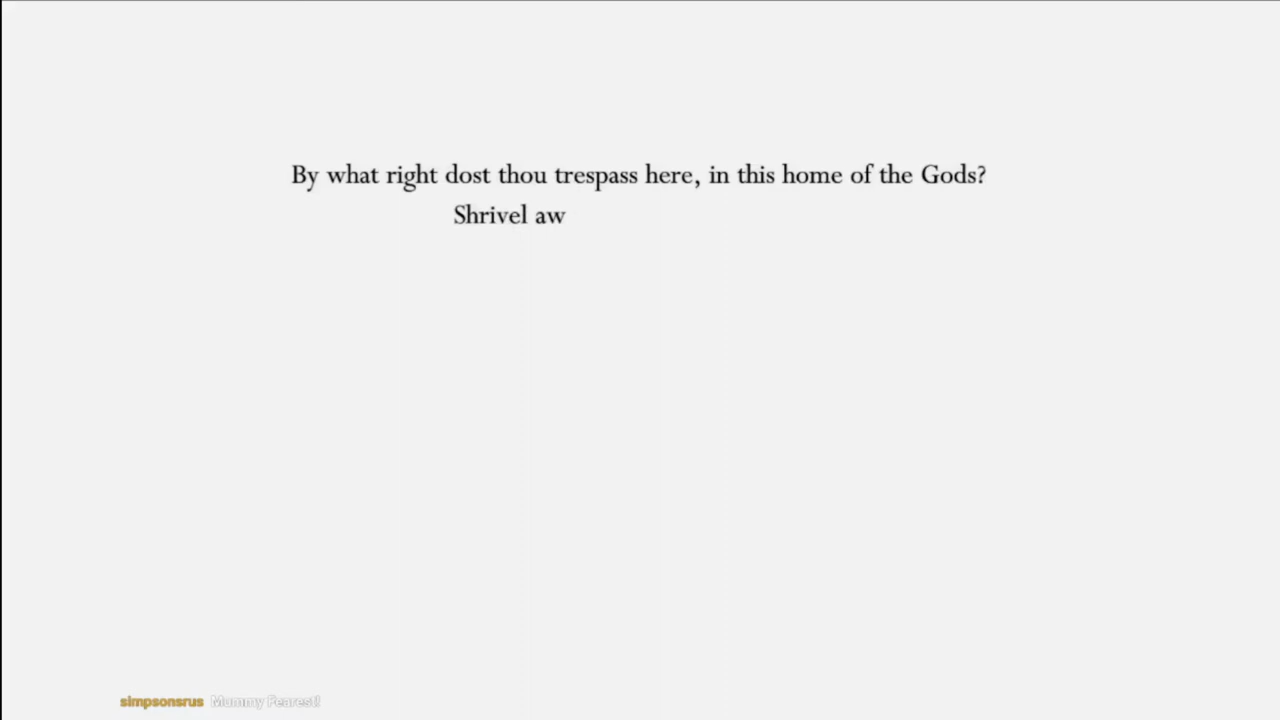 By what right dost thou trespass here, in this home of the Gods?
Shrivel aw
simpsonsrus Mummy Fearest!